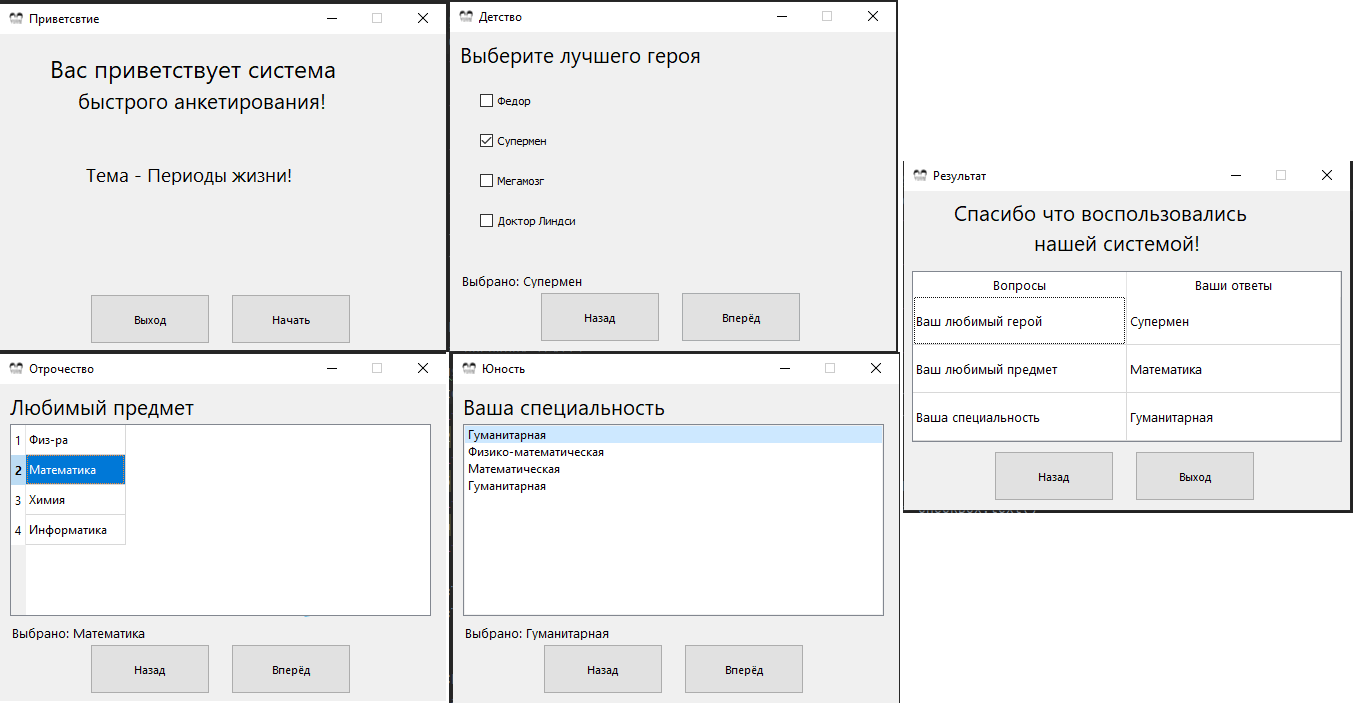 Приветсвтие
Вас приветствует система
быстрого анкетирования!
Тема - Периоды жизни!
Выход
Начать
Детство
Выберите лучшего героя
Федор
Супермен
Мегамозг
Доктор Линдси
Выбрано: Супермен
Назад
Вперёд
Отрочество
Любимый предмет
1 Физ-ра
2 Математика
3 Химия
4 Информатика
Выбрано: Математика
Назад
Вперёд
Юность
Ваша специальность
Гуманитарная
Физико-математическая
Математическая
Гуманитарная
Выбрано: Гуманитарная
Назад
Вперёд
Результат
Спасибо что воспользовались
нашей системой!
Вопросы Ваши ответы
Ваш любимый герой Супермен
Ваш любимый предмет Математика
Ваша специальность Гуманитарная
Назад
Выход